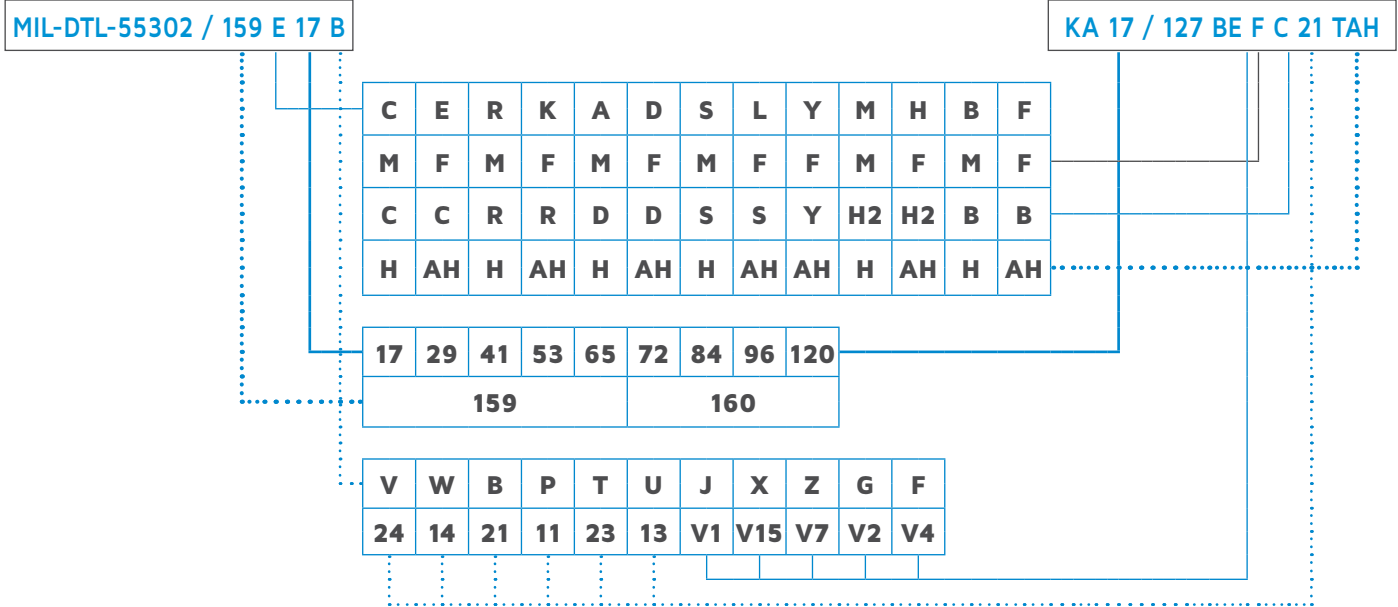 MIL-DTL-55302 / 159 E 17 B
KA 17 / 127 BE F C 21 TAH
C E R K A D S L Y M H B F
M F M F M F M F F M F M F
C C R R D D S S Y H2 H2 B B
H AH H AH H AH H AH AH H AH H AH
17 29 41 53 65 72 84 96 120
159 160
V W B P T U J X Z G F
24 14 21 11 23 13 V1 V15 V7 V2 V4